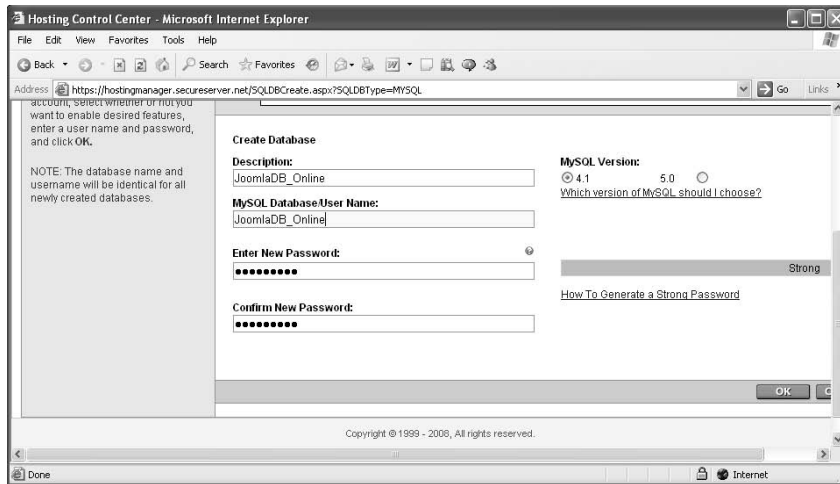 Hosting Control Center - Microsoft Internet Explorer
File Edit View Favorites Tools Help
Back Search Favorites
Address https://hostingmanager.secureserver.net/SQLDBCreate.aspx?SQLDBType=MYSQL Go Links
account, select whether or not you
want to enable desired features,
enter a user name and password,
and click OK.
NOTE: The database name and
username will be identical for all
newly created databases.
Create Database
Description:
JoomlaDB_Online
MySQL Database/User Name:
JoomlaDB_Online
Enter New Password:
•••••••••
Confirm New Password:
•••••••••
MySQL Version:
4.1 5.0
Which version of MySQL should I choose?
Strong
How To Generate a Strong Password
OK
Copyright © 1999 - 2008, All rights reserved.
Done Internet